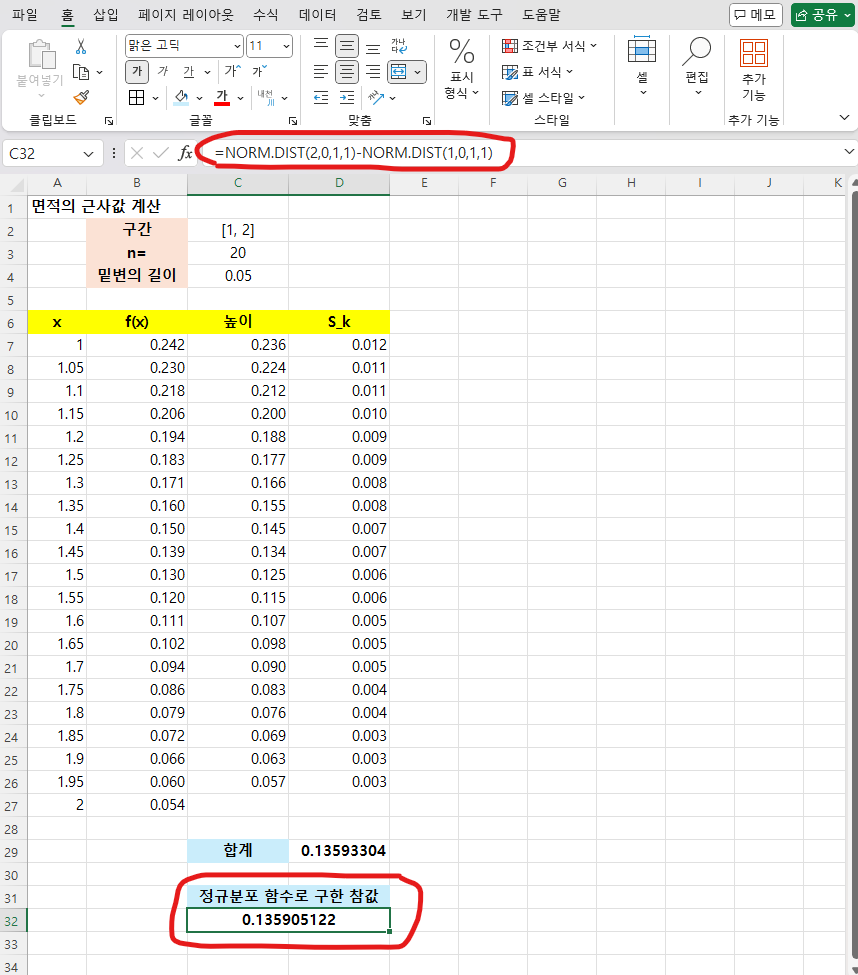 파일 홈 삽입 페이지 레이아웃 수식 데이터 검토 보기 개발 도구 도움말 메모 공유
붙여넣기 맑은 고딕 11 가나다 조건부 서식
가 가 가 가 가 표시 형식 표 서식 셀 편집 추가 기능
가 내천 셀 스타일
클립보드 글꼴 맞춤 스타일 추가 기능
C32 fx =NORM.DIST(2,0,1,1)-NORM.DIST(1,0,1,1)
A B C D E F G H I J K
1 면적의 근사값 계산
2 구간 [1, 2]
3 n= 20
4 밑변의 길이 0.05
5
6 x f(x) 높이 S_k
7 1 0.242 0.236 0.012
8 1.05 0.230 0.224 0.011
9 1.1 0.218 0.212 0.011
10 1.15 0.206 0.200 0.010
11 1.2 0.194 0.188 0.009
12 1.25 0.183 0.177 0.009
13 1.3 0.171 0.166 0.008
14 1.35 0.160 0.155 0.008
15 1.4 0.150 0.145 0.007
16 1.45 0.139 0.134 0.007
17 1.5 0.130 0.125 0.006
18 1.55 0.120 0.115 0.006
19 1.6 0.111 0.107 0.005
20 1.65 0.102 0.098 0.005
21 1.7 0.094 0.090 0.005
22 1.75 0.086 0.083 0.004
23 1.8 0.079 0.076 0.004
24 1.85 0.072 0.069 0.003
25 1.9 0.066 0.063 0.003
26 1.95 0.060 0.057 0.003
27 2 0.054
28
29 합계 0.13593304
30
31 정규분포 함수로 구한 참값
32 0.135905122
33
34